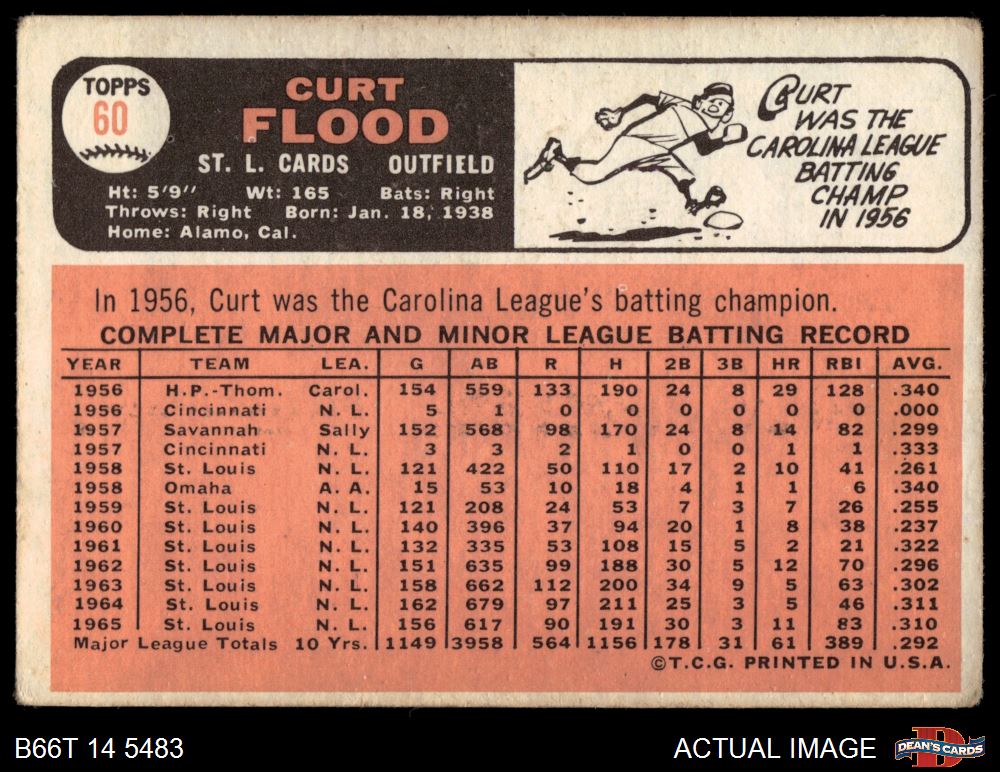 TOPPS
60
CURT
FLOOD
ST. L. CARDS OUTFIELD
Ht: 5'9" Wt: 165 Bats: Right
Throws: Right Born: Jan. 18, 1938
Home: Alamo, Cal.
CURT
WAS THE
CAROLINA LEAGUE
BATTING
CHAMP
IN 1956
In 1956, Curt was the Carolina League's batting champion.
COMPLETE MAJOR AND MINOR LEAGUE BATTING RECORD
YEAR TEAM LEA. G AB R H 2B 3B HR RBI AVG.
1956 H.P.-Thom. Carol. 154 559 133 190 24 8 29 128 .340
1956 Cincinnati N. L. 5 1 0 0 0 0 0 0 .000
1957 Savannah Sally 152 568 98 170 24 8 14 82 .299
1957 Cincinnati N. L. 3 3 2 1 0 0 1 1 .333
1958 St. Louis N. L. 121 422 50 110 17 2 10 41 .261
1958 Omaha A. A. 15 53 10 18 4 1 1 6 .340
1959 St. Louis N. L. 121 208 24 53 7 3 7 26 .255
1960 St. Louis N. L. 140 396 37 94 20 1 8 38 .237
1961 St. Louis N. L. 132 335 53 108 15 5 2 21 .322
1962 St. Louis N. L. 151 635 99 188 30 5 12 70 .296
1963 St. Louis N. L. 158 662 112 200 34 9 5 63 .302
1964 St. Louis N. L. 162 679 97 211 25 3 5 46 .311
1965 St. Louis N. L. 156 617 90 191 30 3 11 83 .310
Major League Totals 10 Yrs. 1149 3958 564 1156 178 31 61 389 .292
©T.C.G. PRINTED IN U.S.A.
B66T 14 5483
ACTUAL IMAGE
D
DEAN'S CARDS